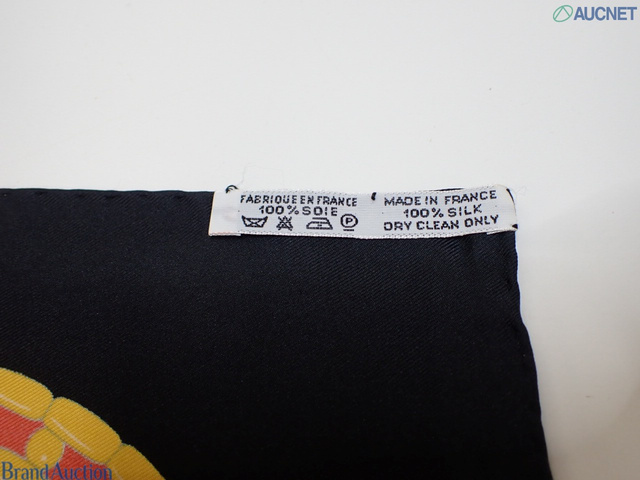 AUCNET
FABRIQUE EN FRANCE
100% SOIE
P
MADE IN FRANCE
100% SILK
DRY CLEAN ONLY
Brand Auction